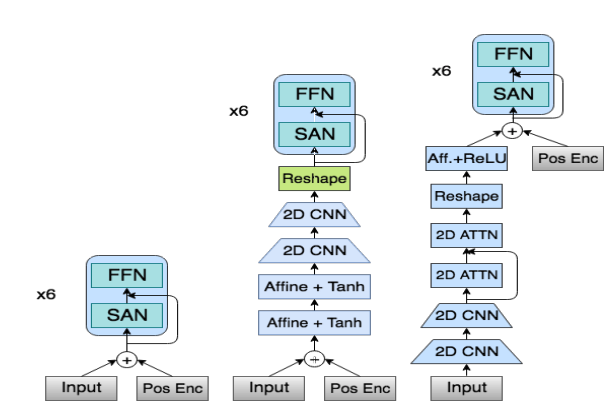 FFN
x6
SAN
+
Input
Pos Enc
FFN
x6
SAN
Reshape
2D CNN
2D CNN
Affine + Tanh
Affine + Tanh
+
Input
Pos Enc
FFN
x6
SAN
+
Aff.+ReLU
Pos Enc
Reshape
2D ATTN
2D ATTN
2D CNN
2D CNN
Input